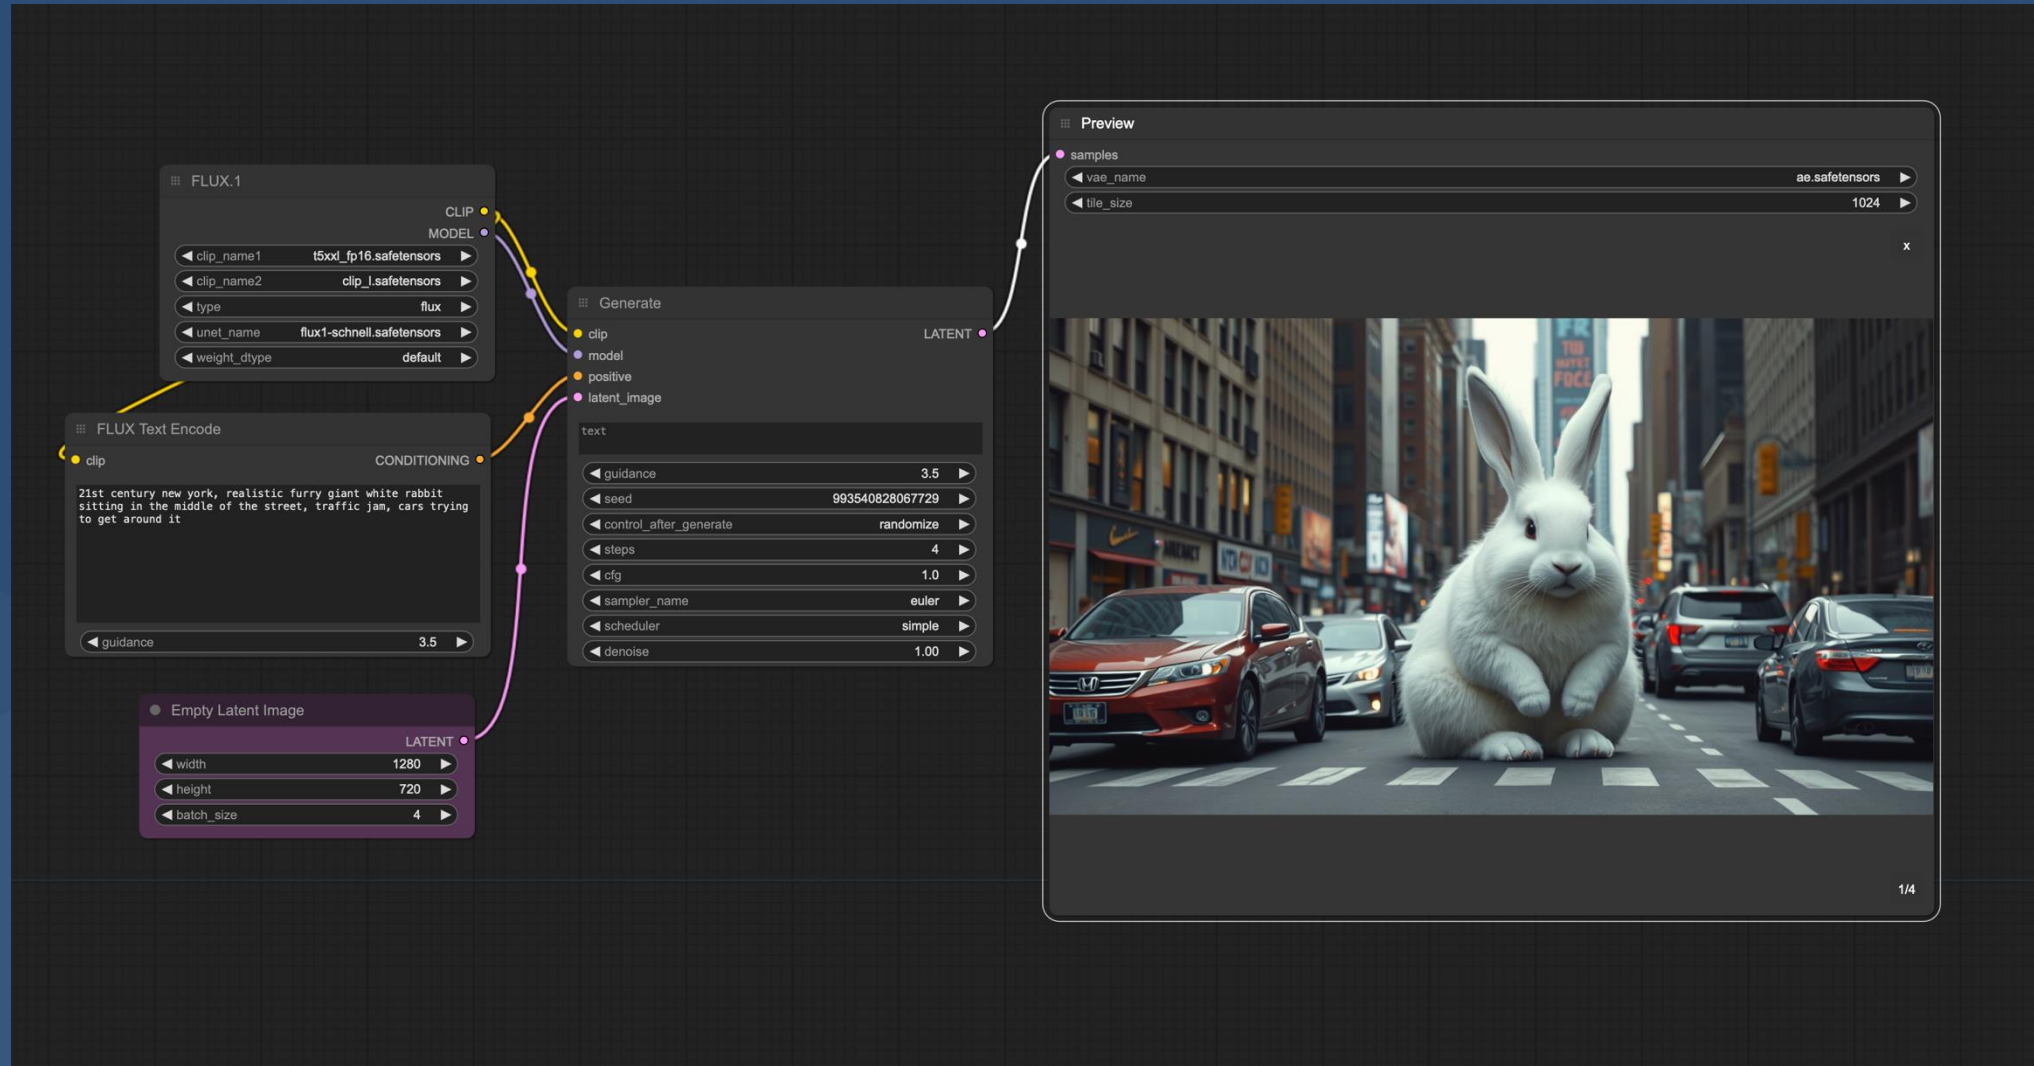 FLUX.1
CLIP
MODEL
clip_name1 t5xxl_fp16.safetensors
clip_name2 clip_l.safetensors
type flux
unet_name flux1-schnell.safetensors
weight_dtype default
FLUX Text Encode
clip CONDITIONING
21st century new york, realistic furry giant white rabbit
sitting in the middle of the street, traffic jam, cars trying
to get around it
guidance 3.5
Empty Latent Image
LATENT
width 1280
height 720
batch_size 4
Generate
clip LATENT
model
positive
latent_image
text
guidance 3.5
seed 993540828067729
control_after_generate randomize
steps 4
cfg 1.0
sampler_name euler
scheduler simple
denoise 1.00
Preview
samples
vae_name ae.safetensors
tile_size 1024
x
1/4